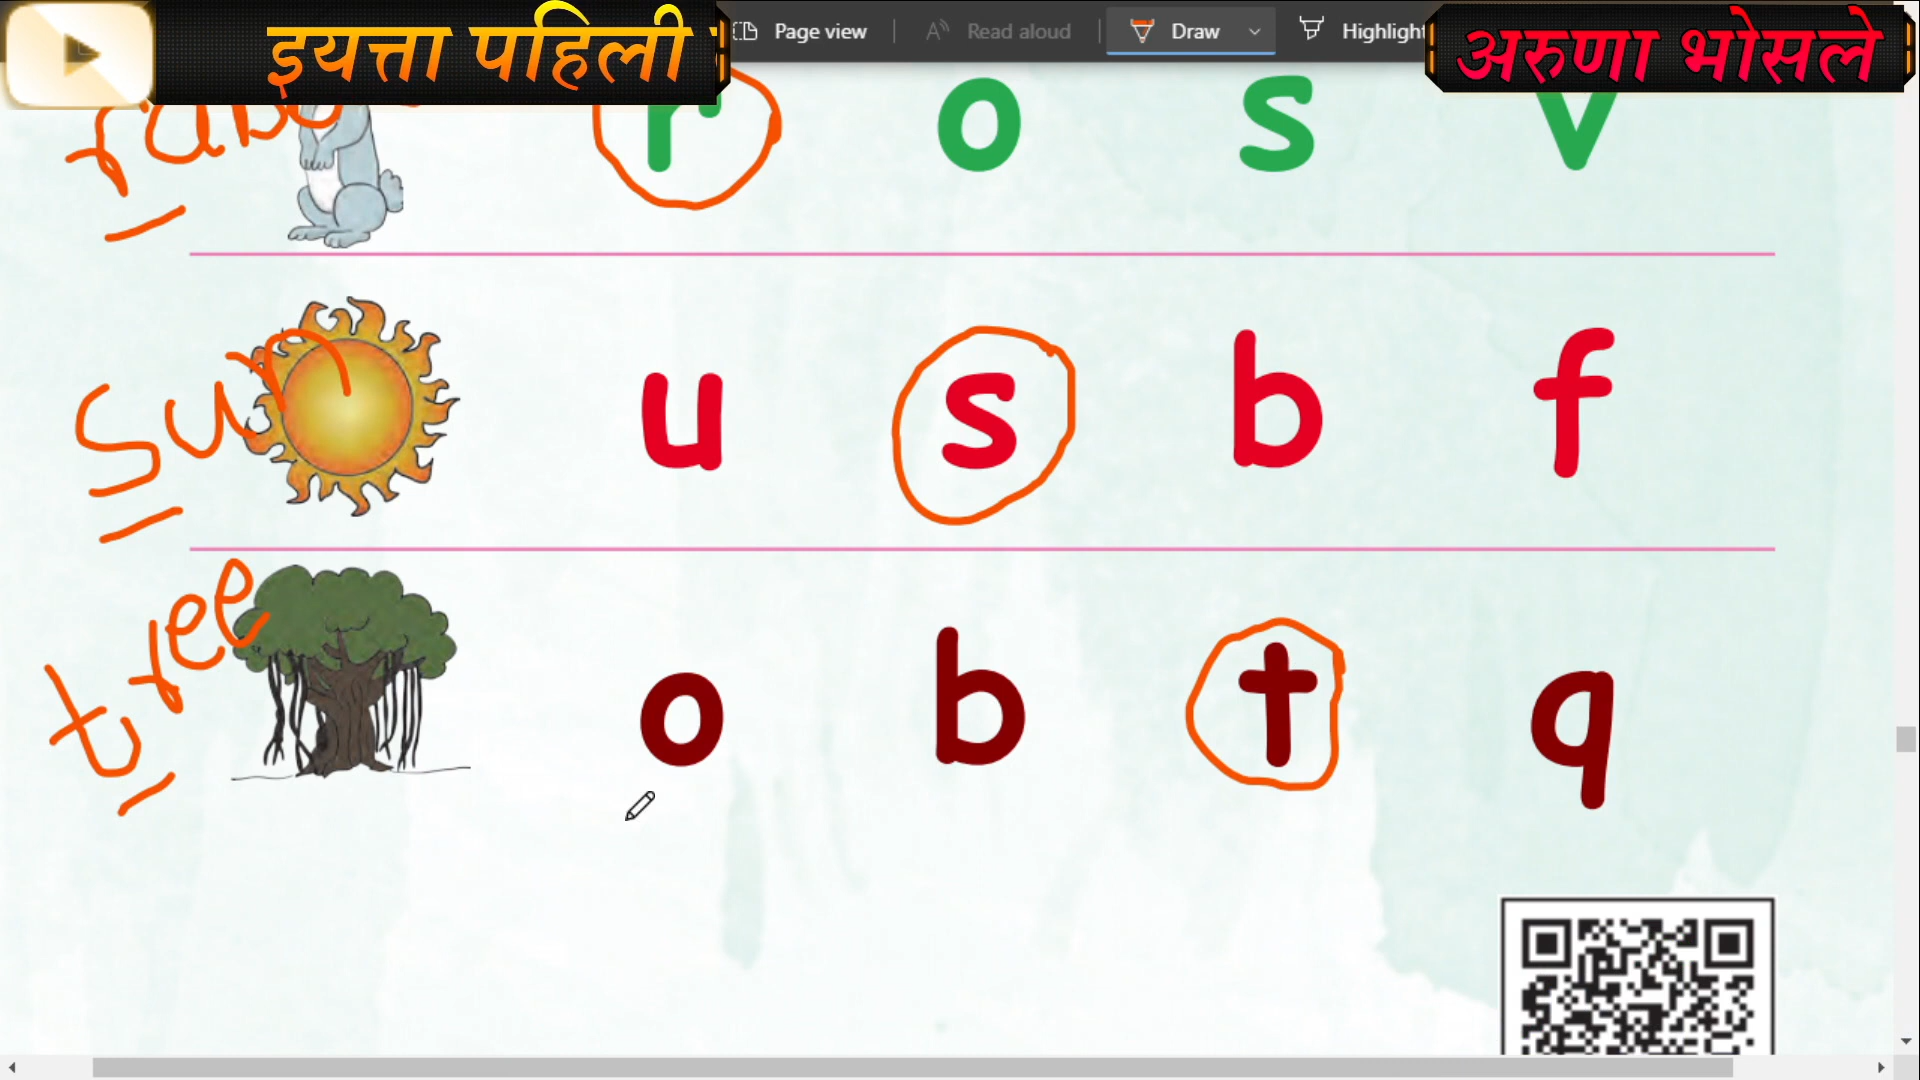 इयत्ता पहिली
Page view
Read aloud
Draw
Highlight
अरुणा भोसले
r o s v
sun
u s b f
tree
o b t q